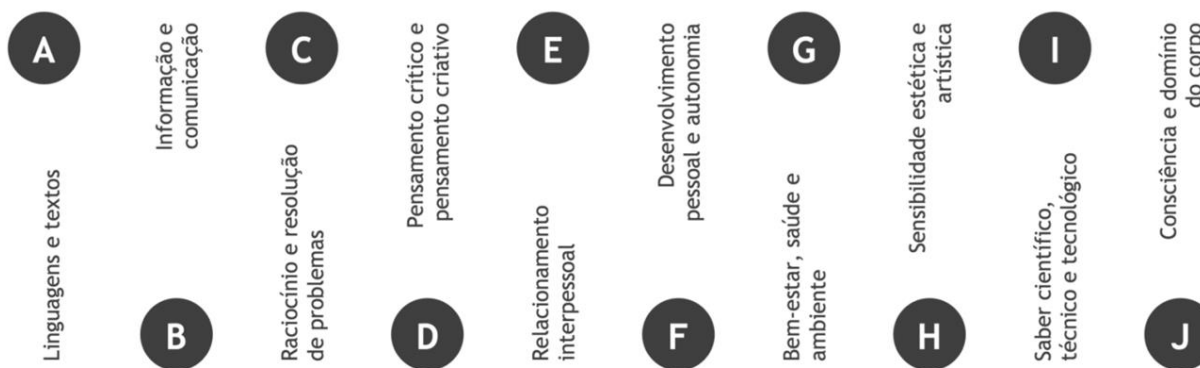 A
Linguagens e textos
B
Informação e
comunicação
C
Raciocínio e resolução
de problemas
D
Pensamento crítico e
pensamento criativo
E
Relacionamento
interpessoal
F
Desenvolvimento
pessoal e autonomia
G
Bem-estar, saúde e
ambiente
H
Sensibilidade estética e
artística
I
Saber científico,
técnico e tecnológico
J
Consciência e domínio
do corpo